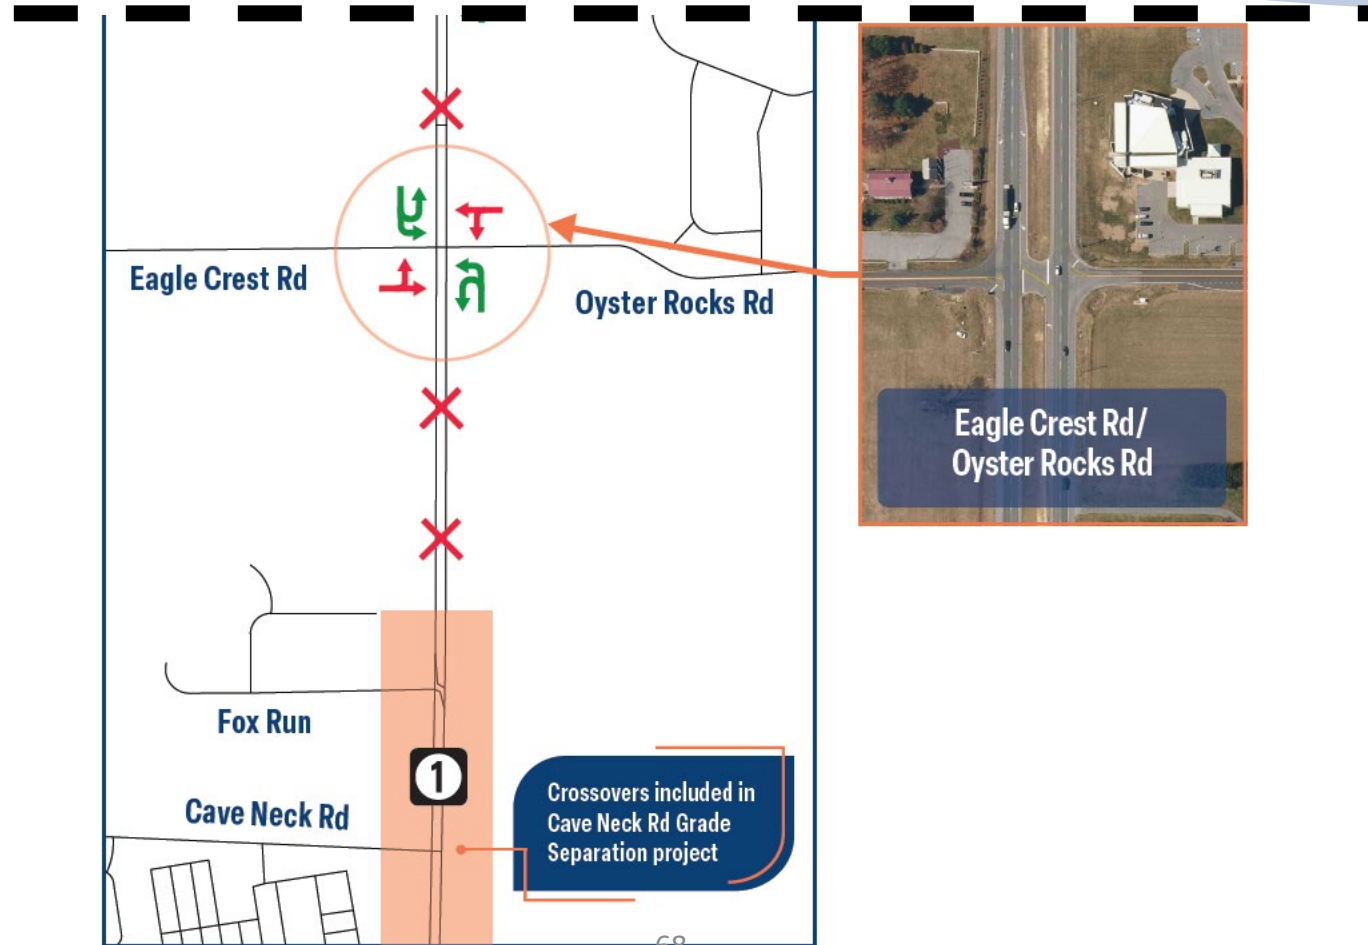 Eagle Crest Rd
Oyster Rocks Rd
Eagle Crest Rd/
Oyster Rocks Rd
Fox Run
1
Cave Neck Rd
Crossovers included in
Cave Neck Rd Grade
Separation project
68